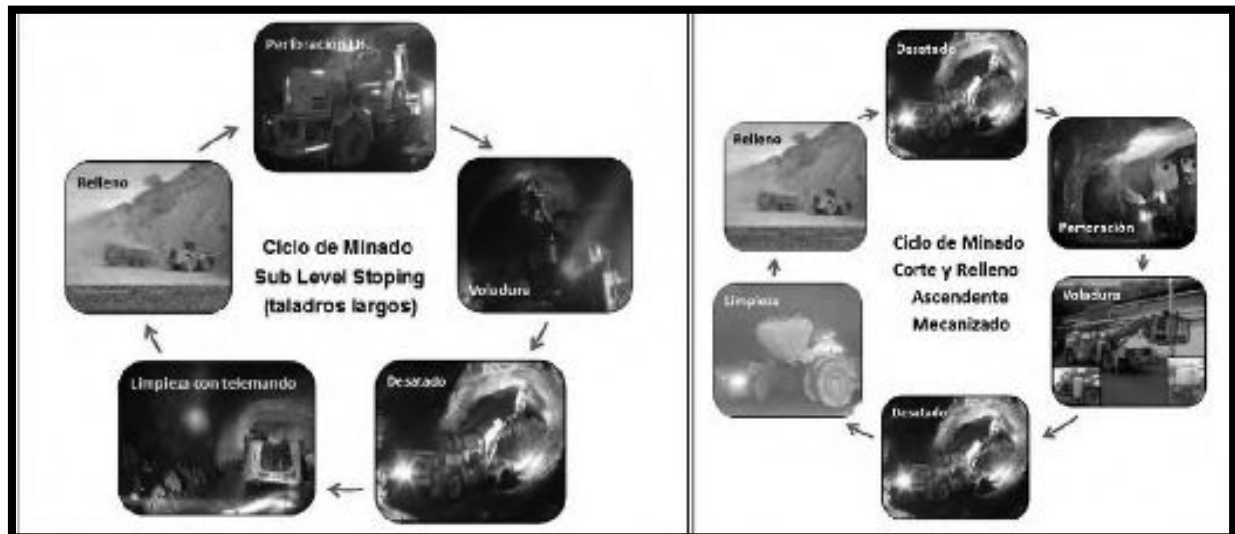 Perforación LH.
Relleno
Ciclo de Minado
Sub Level Stoping
(taladros largos)
Voladura
Limpieza con telemando
Desatado
Desatado
Relleno
Perforación
Ciclo de Minado
Corte y Relleno
Ascendente
Mecanizado
Limpieza
Voladura
Desatado